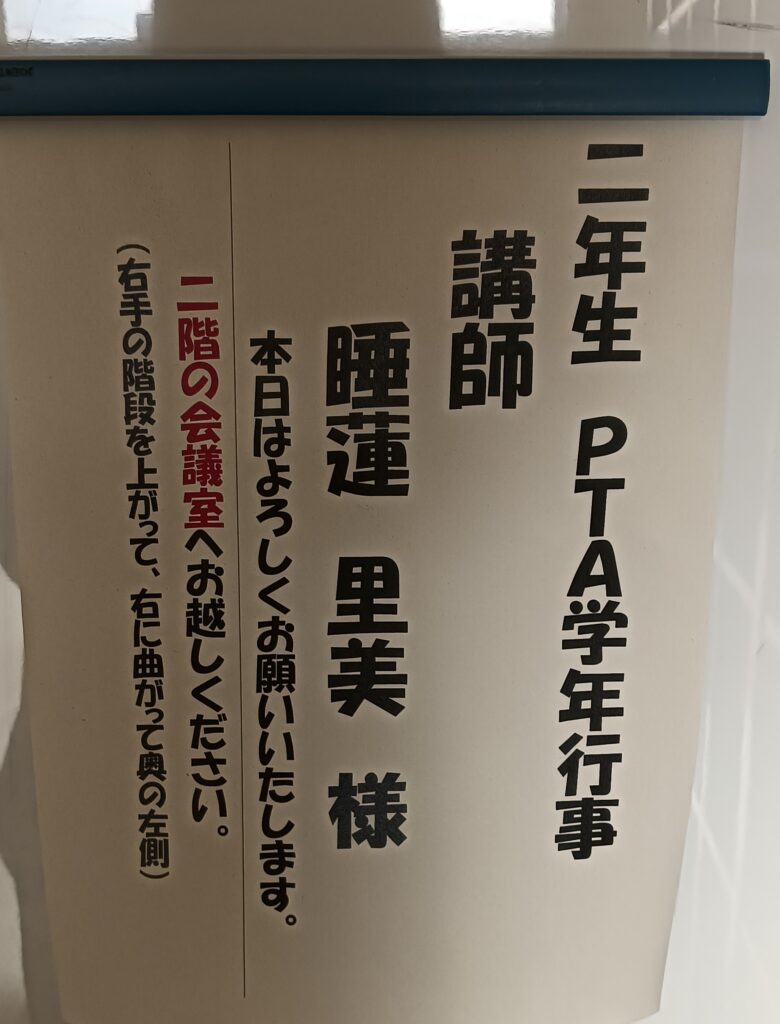 二年生 PTA学年行事
講師
睡蓮 里美 様
本日はよろしくお願いいたします。
二階の会議室へお越しください。
(右手の階段を上がって、右に曲がって奥の左側)